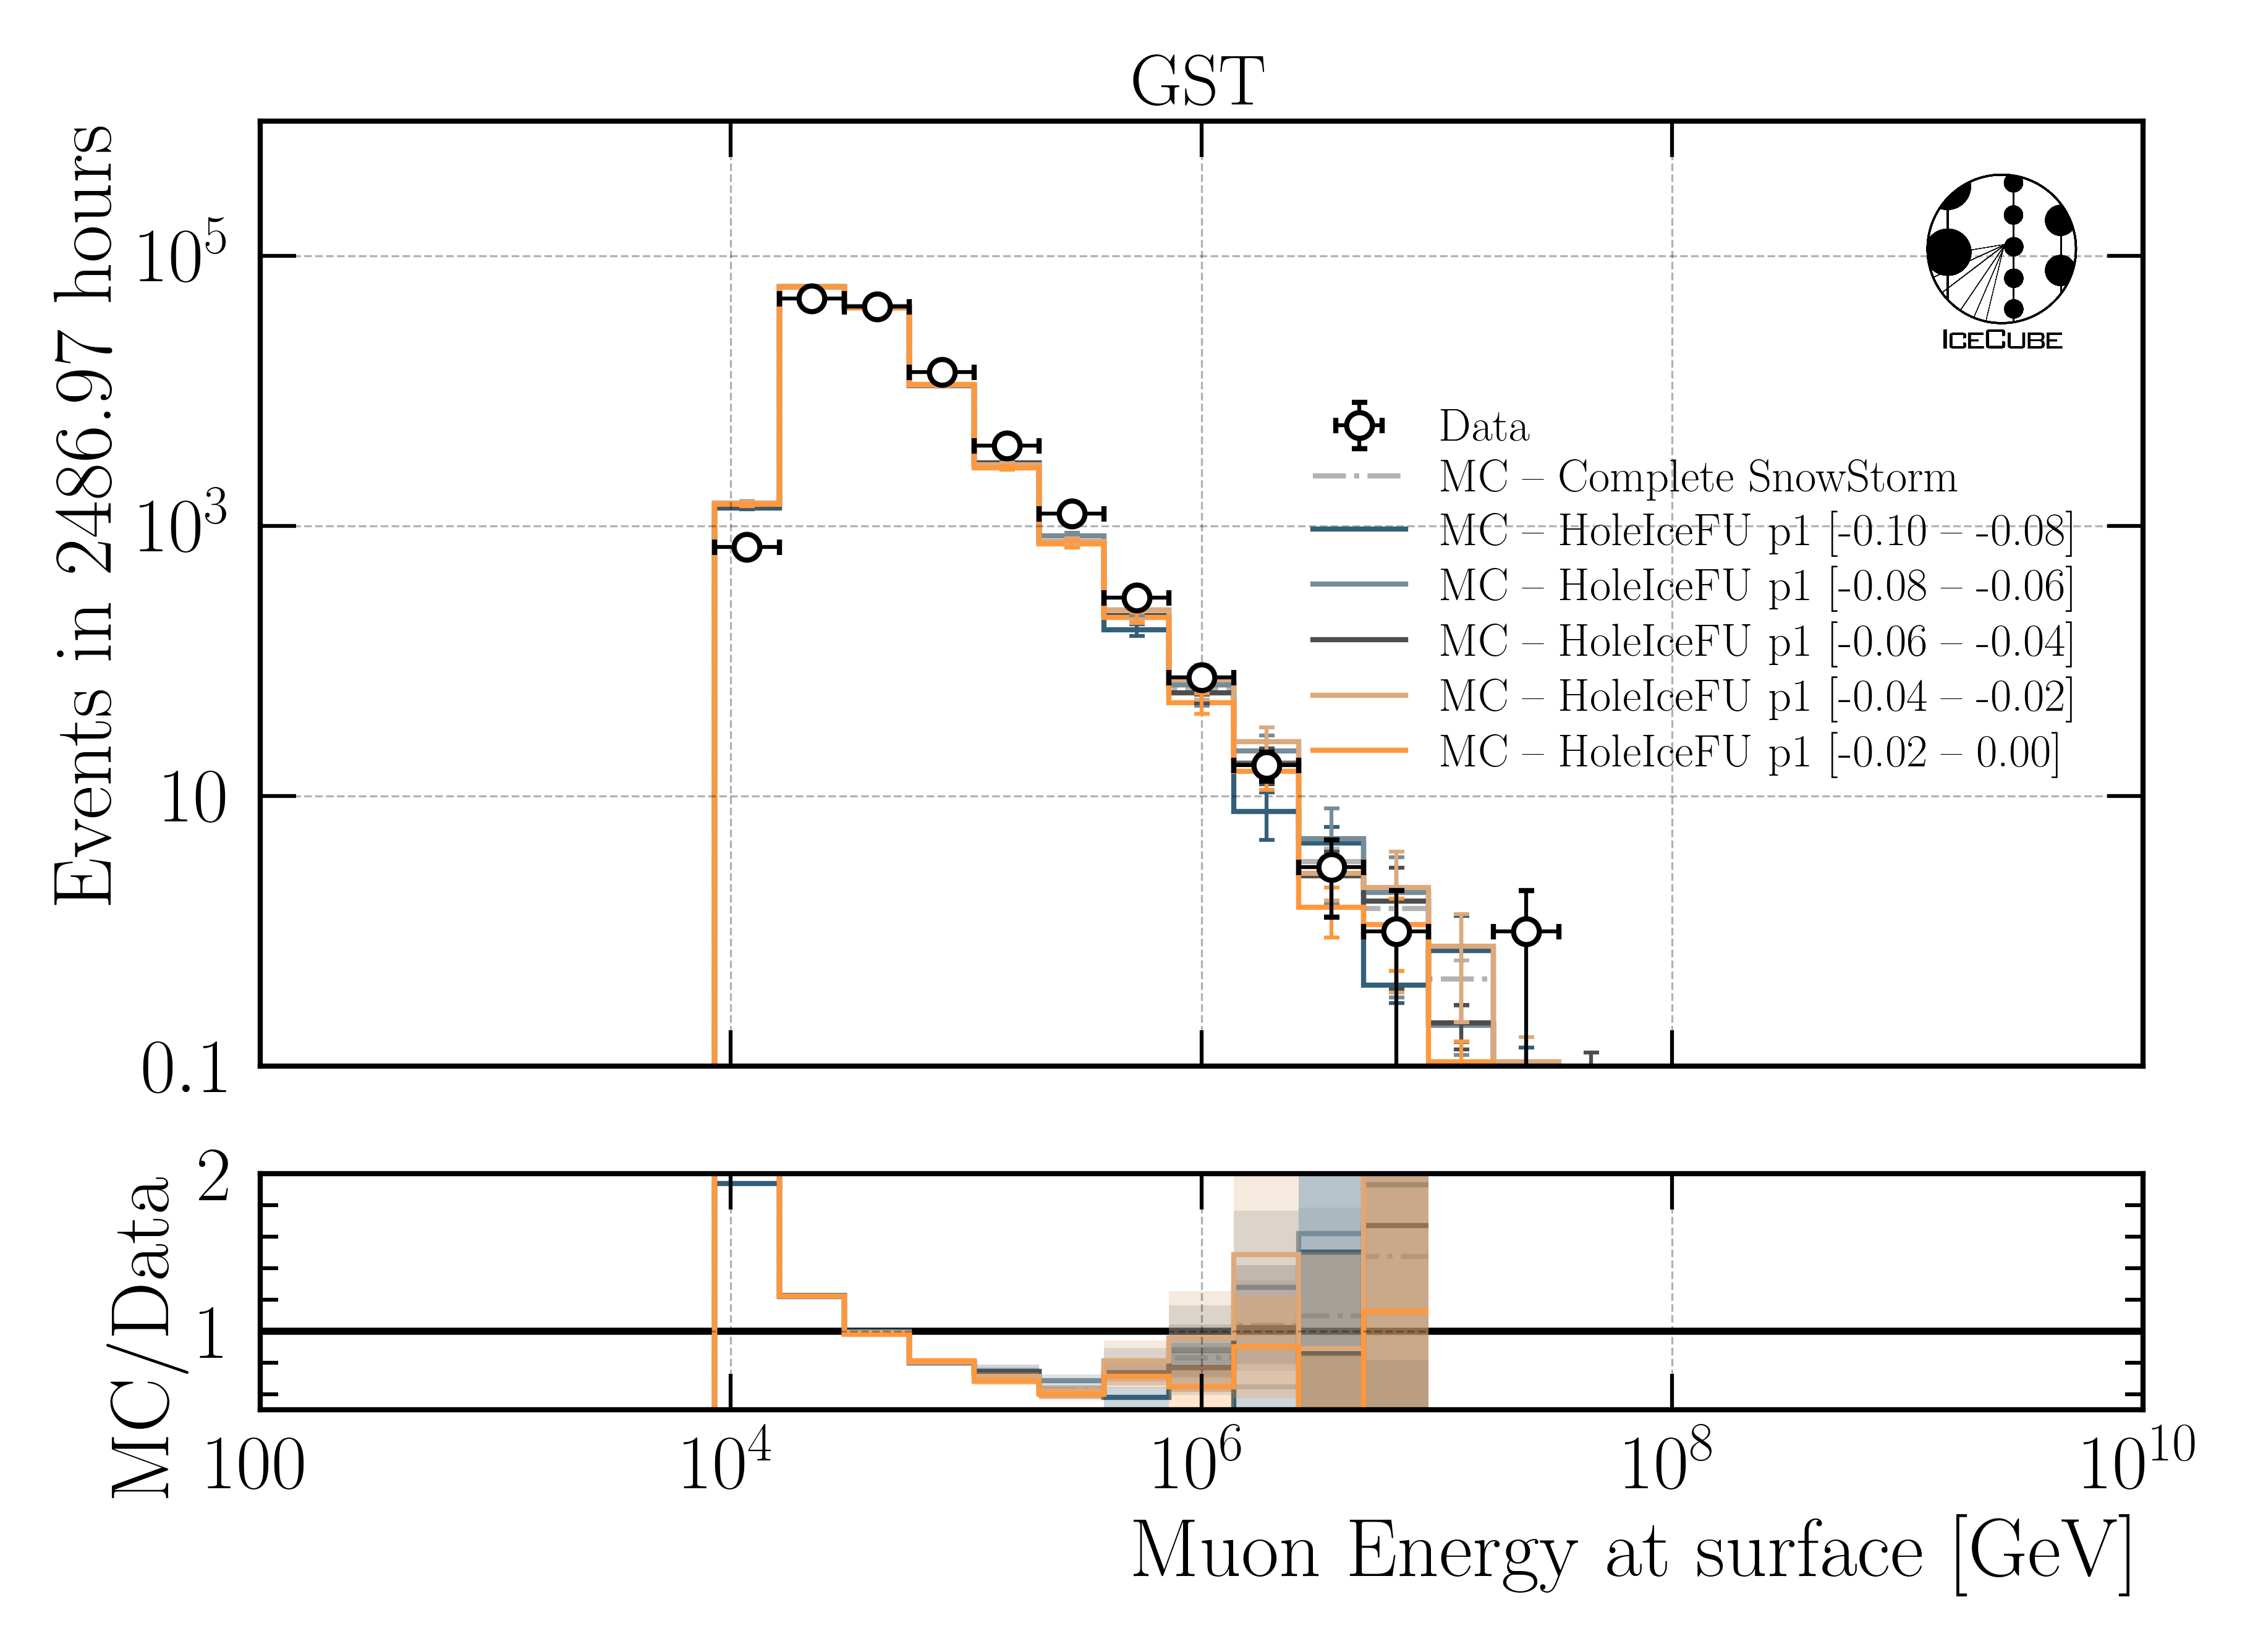 GST
Events in 2486.97 hours
10^5
10^3
10
0.1
ICECUBE
Data
MC – Complete SnowStorm
MC – HoleIceFU p1 [-0.10 – -0.08]
MC – HoleIceFU p1 [-0.08 – -0.06]
MC – HoleIceFU p1 [-0.06 – -0.04]
MC – HoleIceFU p1 [-0.04 – -0.02]
MC – HoleIceFU p1 [-0.02 – 0.00]
MC/Data
2
1
100 10^4 10^6 10^8 10^10
Muon Energy at surface [GeV]